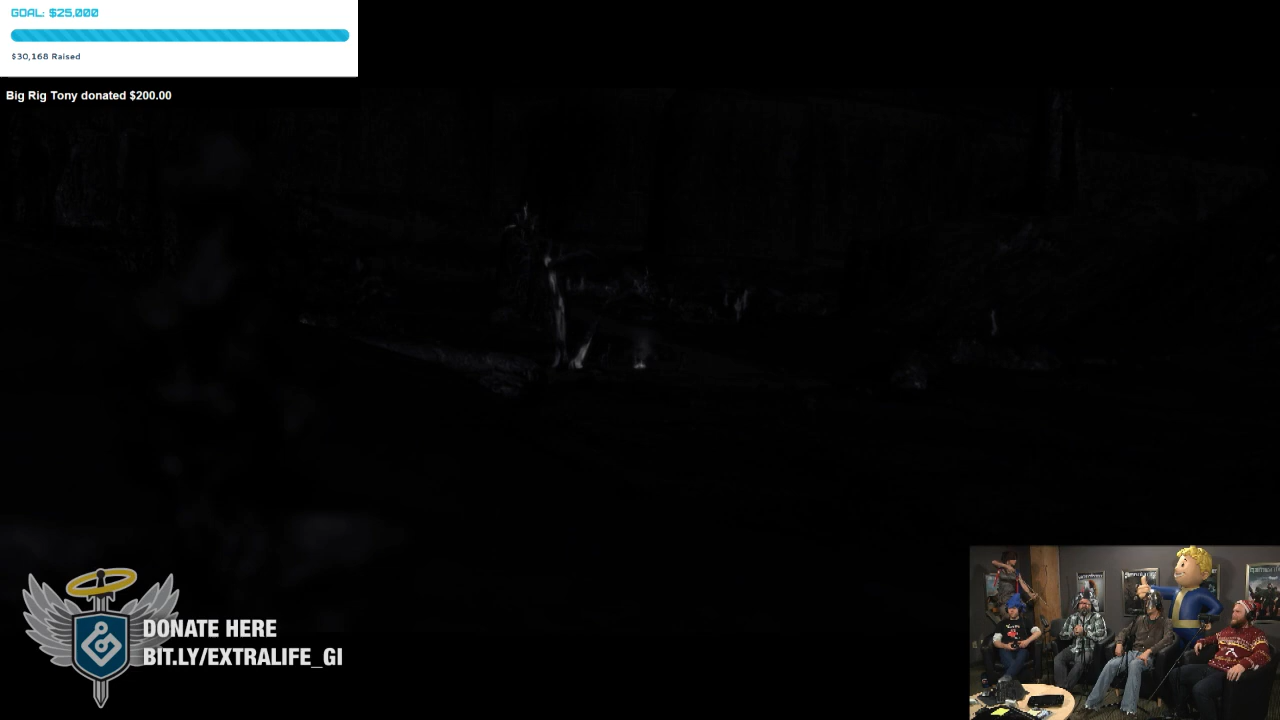 GOAL: $25,000
$30,168 Raised
Big Rig Tony donated $200.00
DONATE HERE
BIT.LY/EXTRALIFE_GI